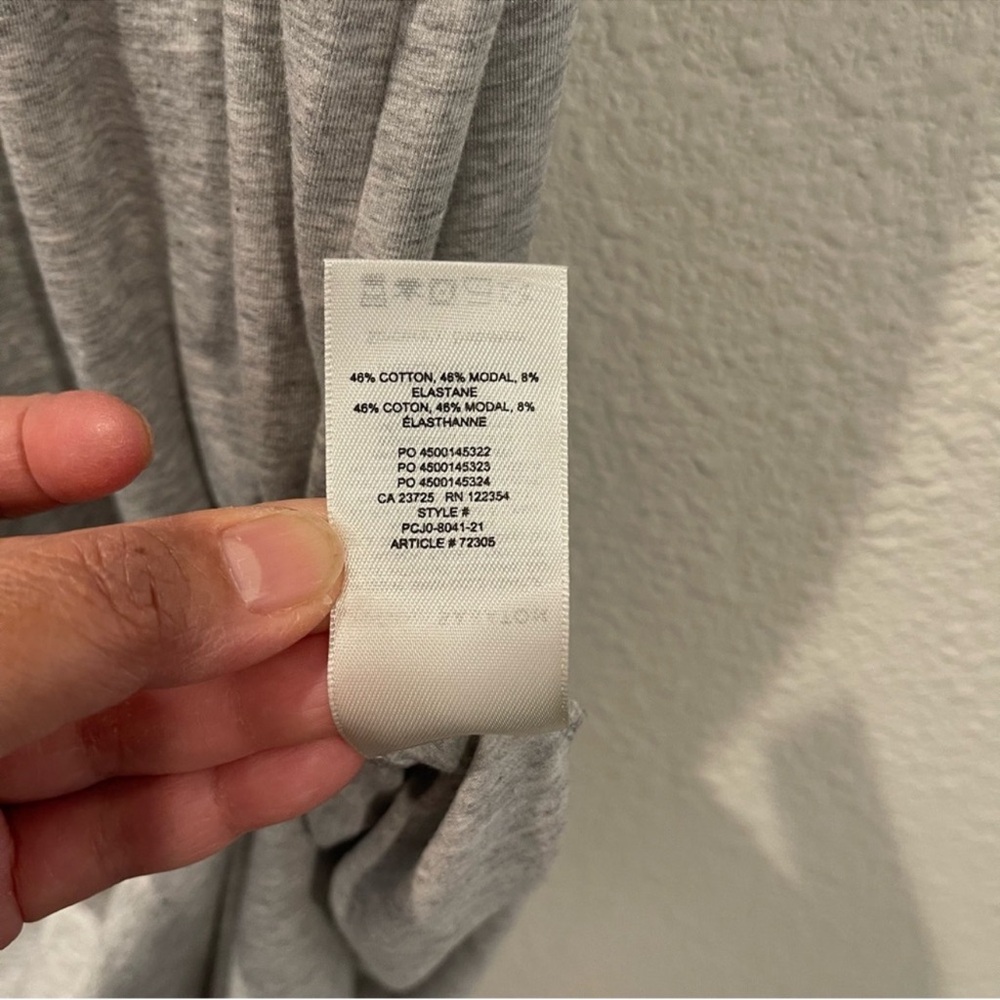 46% COTTON, 46% MODAL, 8%
ELASTANE
46% COTON, 46% MODAL, 8%
ÉLASTHANNE
PO 4500145322
PO 4500145323
PO 4500145324
CA 23725 RN 122354
STYLE #
PCJ0-8041-21
ARTICLE # 72305